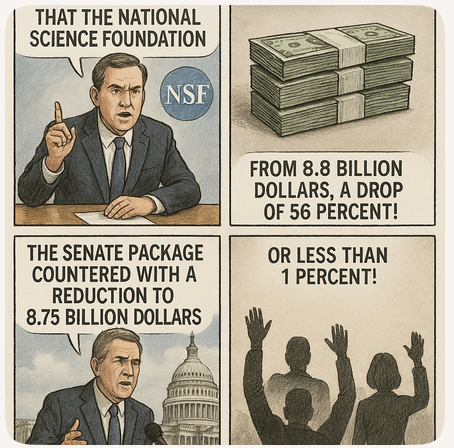 THAT THE NATIONAL
SCIENCE FOUNDATION
NSF
FROM 8.8 BILLION
DOLLARS, A DROP
OF 56 PERCENT!
THE SENATE PACKAGE
COUNTERED WITH A
REDUCTION TO
8.75 BILLION DOLLARS
OR LESS THAN
1 PERCENT!